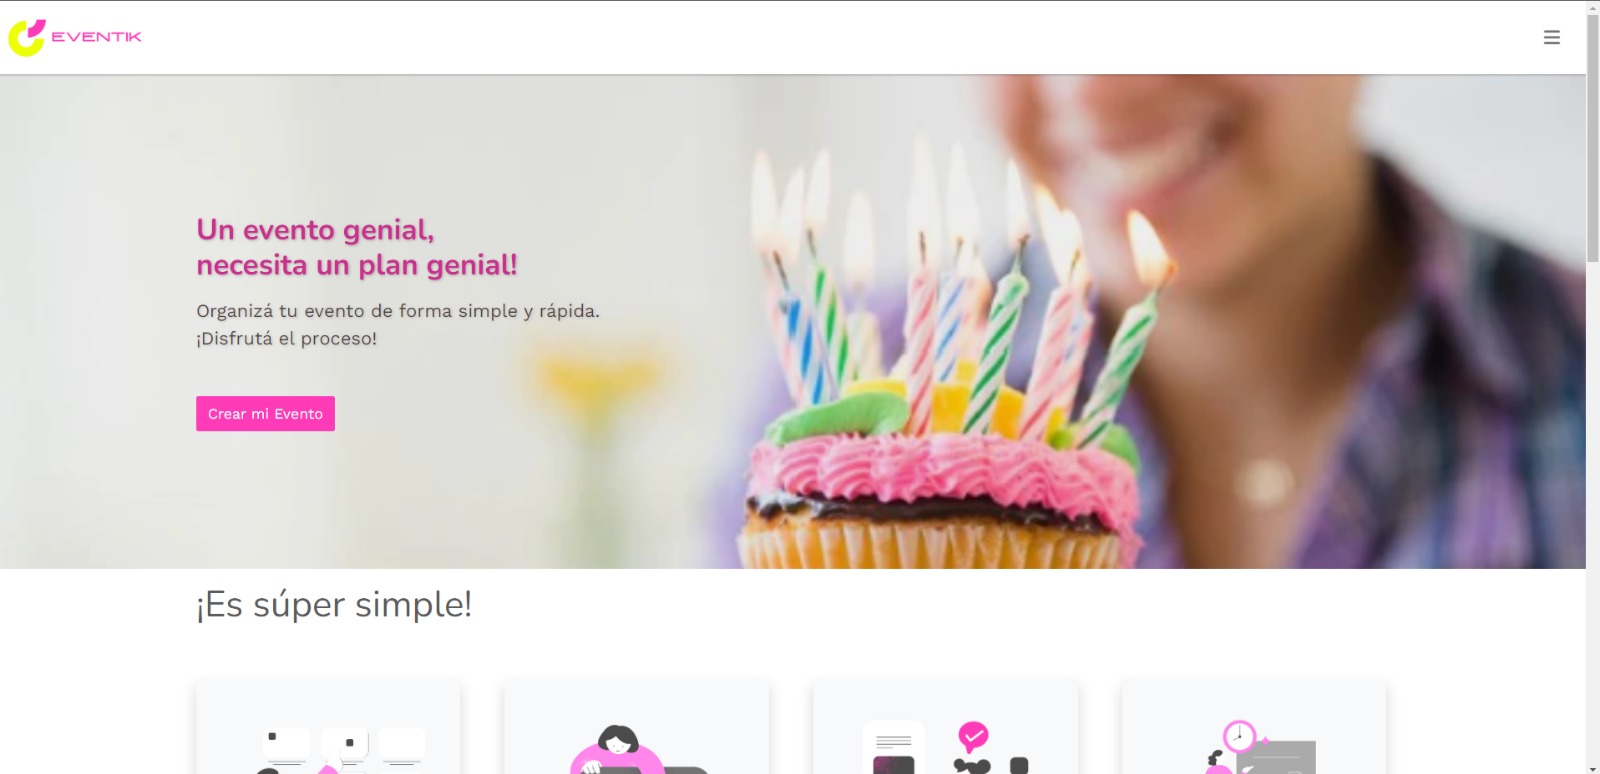 EVENTIK
Un evento genial,
necesita un plan genial!
Organizá tu evento de forma simple y rápida.
¡Disfrutá el proceso!
Crear mi Evento
¡Es súper simple!